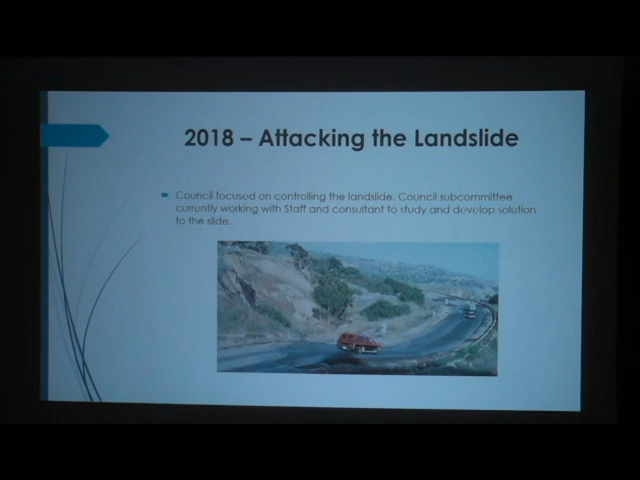 2018 – Attacking the Landslide
Council focused on controlling the landslide. Council subcommittee
currently working with Staff and consultant to study and develop solution
to the slide.